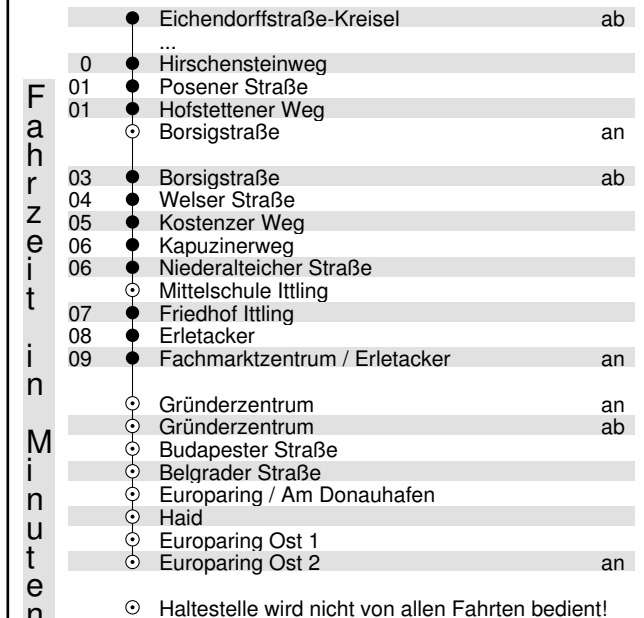 Eichendorffstraße-Kreisel ab
...
0 Hirschensteinweg
01 Posener Straße
01 Hofstettener Weg
Borsigstraße an
03 Borsigstraße ab
04 Welser Straße
05 Kostenzer Weg
06 Kapuzinerweg
06 Niederalteicher Straße
Mittelschule Ittling
07 Friedhof Ittling
08 Erletacker
09 Fachmarktzentrum / Erletacker an
Gründerzentrum an
Gründerzentrum ab
Budapester Straße
Belgrader Straße
Europaring / Am Donauhafen
Haid
Europaring Ost 1
Europaring Ost 2 an
Haltestelle wird nicht von allen Fahrten bedient!
Fahrzeit in Minuten